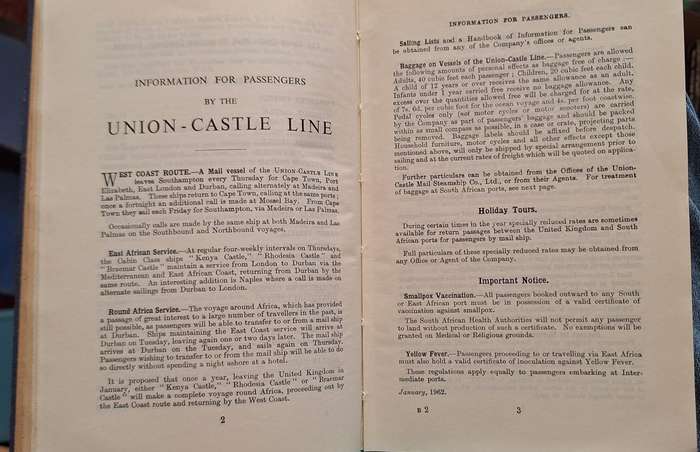 INFORMATION FOR PASSENGERS
BY THE
UNION-CASTLE LINE
WEST COAST ROUTE.—A Mail vessel of the UNION-CASTLE LINE
leaves Southampton every Thursday for Cape Town, Port
Elizabeth, East London and Durban, calling alternately at Madeira and
Las Palmas. These ships return to Cape Town, calling at the same ports;
once a fortnight an additional call is made at Mossel Bay. From Cape
Town they sail each Friday for Southampton, via Madeira or Las Palmas.
Occasionally calls are made by the same ship at both Madeira and Las
Palmas on the Southbound and Northbound voyages.
East African Service.—At regular four-weekly intervals on Thursdays,
the Cabin Class ships "Kenya Castle," "Rhodesia Castle" and
"Braemar Castle" maintain a service from London to Durban via the
Mediterranean and East African Coast, returning from Durban by the
same route. An interesting addition is Naples where a call is made on
alternate sailings from Durban to London.
Round Africa Service.—The voyage around Africa, which has provided
a passage of great interest to a large number of travellers in the past, is
still possible, as passengers will be able to transfer to or from a mail ship
at Durban. Ships maintaining the East Coast service will arrive at
Durban on Tuesday, leaving again one or two days later. The mail ship
arrives at Durban on the Tuesday, and sails again on Thursday.
Passengers wishing to transfer to or from the mail ship will be able to do
so directly without spending a night ashore at a hotel.
It is proposed that once a year, leaving the United Kingdom in
January, either "Kenya Castle," "Rhodesia Castle" or "Braemar
Castle" will make a complete voyage round Africa, proceeding out by
the East Coast route and returning by the West Coast.
2
INFORMATION FOR PASSENGERS.
Sailing Lists and a Handbook of Information for Passengers can
be obtained from any of the Company's offices or agents.
Baggage on Vessels of the Union-Castle Line.—Passengers are allowed
the following amounts of personal effects as baggage free of charge :—
Adults, 40 cubic feet each passenger ; Children, 20 cubic feet each child.
A child of 12 years or over receives the same allowance as an adult.
Infants under 1 year carried free receive no baggage allowance. Any
excess over the quantities allowed free will be charged for at the rate,
of 7s. 6d. per cubic foot for the ocean voyage and 4s. per foot coastwise.
Pedal cycles only (not motor cycles or motor scooters) are carried
by the Company as part of passengers' baggage and should be packed
within as small compass as possible, in a case or crate, projecting parts
being removed. Baggage labels should be affixed before despatch.
Household furniture, motor cycles and all other effects except those
mentioned above, will only be shipped by special arrangement prior to
sailing and at the current rates of freight which will be quoted on applica-
tion.
Further particulars can be obtained from the Offices of the Union-
Castle Mail Steamship Co., Ltd., or from their Agents. For treatment
of baggage at South African ports, see next page.
Holiday Tours.
During certain times in the year specially reduced rates are sometimes
available for return passages between the United Kingdom and South
African ports for passengers by mail ship.
Full particulars of these specially reduced rates may be obtained from
any Office or Agent of the Company.
Important Notice.
Smallpox Vaccination.—All passengers booked outward to any South
or East African port must be in possession of a valid certificate of
vaccination against smallpox.
The South African Health Authorities will not permit any passenger
to land without production of such a certificate. No exemptions will be
granted on Medical or Religious grounds.
Yellow Fever.—Passengers proceeding to or travelling via East Africa
must also hold a valid certificate of inoculation against Yellow Fever.
These regulations apply equally to passengers embarking at Inter-
mediate ports.
January, 1962.
B 2
3